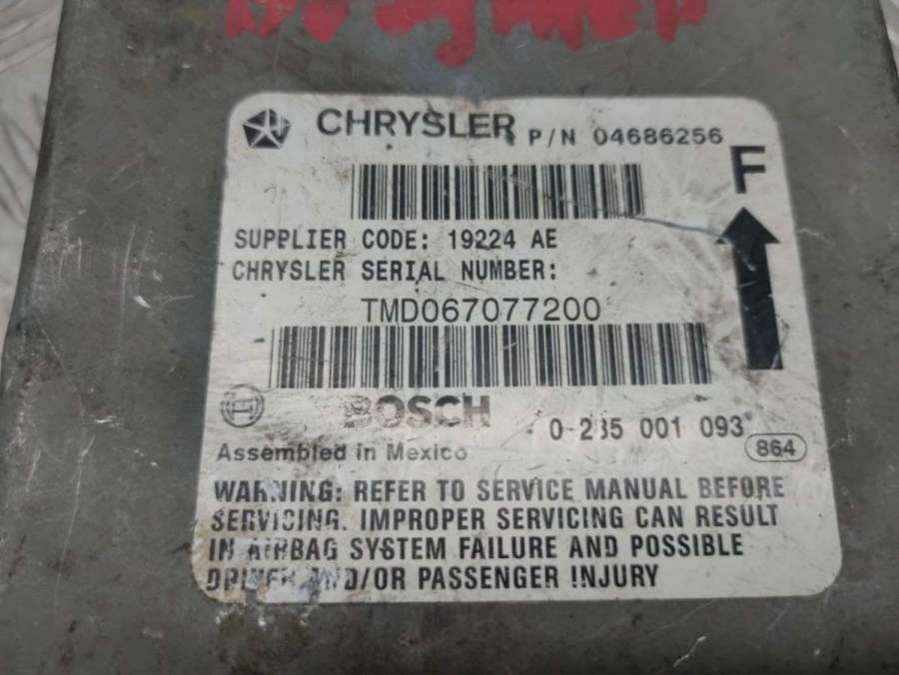 CHRYSLER P/N 04686256
F
SUPPLIER CODE: 19224 AE
CHRYSLER SERIAL NUMBER:
TMD067077200
BOSCH 0 285 001 093
Assembled in Mexico 864
WARNING: REFER TO SERVICE MANUAL BEFORE
SERVICING. IMPROPER SERVICING CAN RESULT
IN AIRBAG SYSTEM FAILURE AND POSSIBLE
DRIVER AND/OR PASSENGER INJURY